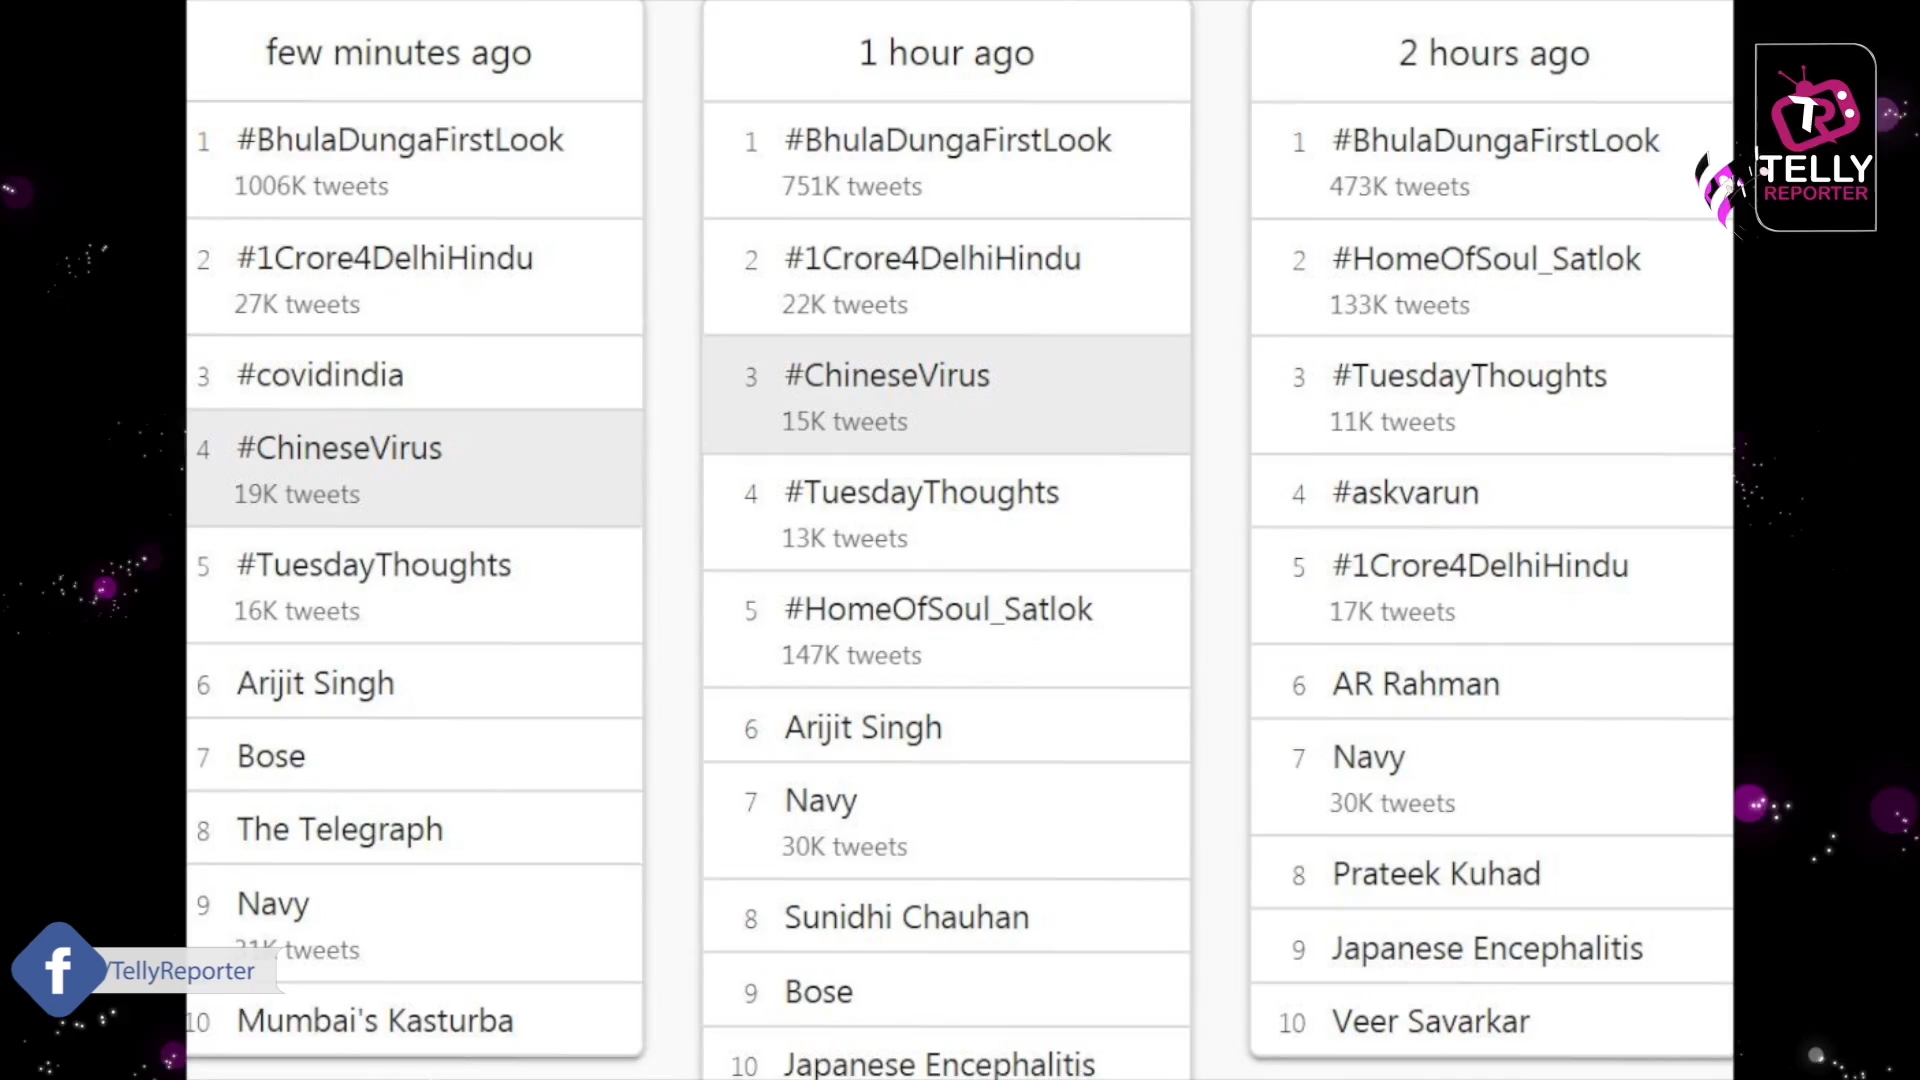 few minutes ago
1 #BhulaDungaFirstLook
1006K tweets
2 #1Crore4DelhiHindu
27K tweets
3 #covidindia
4 #ChineseVirus
19K tweets
5 #TuesdayThoughts
16K tweets
6 Arijit Singh
7 Bose
8 The Telegraph
9 Navy
31K tweets
10 Mumbai's Kasturba
1 hour ago
1 #BhulaDungaFirstLook
751K tweets
2 #1Crore4DelhiHindu
22K tweets
3 #ChineseVirus
15K tweets
4 #TuesdayThoughts
13K tweets
5 #HomeOfSoul_Satlok
147K tweets
6 Arijit Singh
7 Navy
30K tweets
8 Sunidhi Chauhan
9 Bose
10 Japanese Encephalitis
2 hours ago
1 #BhulaDungaFirstLook
473K tweets
2 #HomeOfSoul_Satlok
133K tweets
3 #TuesdayThoughts
11K tweets
4 #askvarun
5 #1Crore4DelhiHindu
17K tweets
6 AR Rahman
7 Navy
30K tweets
8 Prateek Kuhad
9 Japanese Encephalitis
10 Veer Savarkar
TR
TELLY
REPORTER
f /TellyReporter